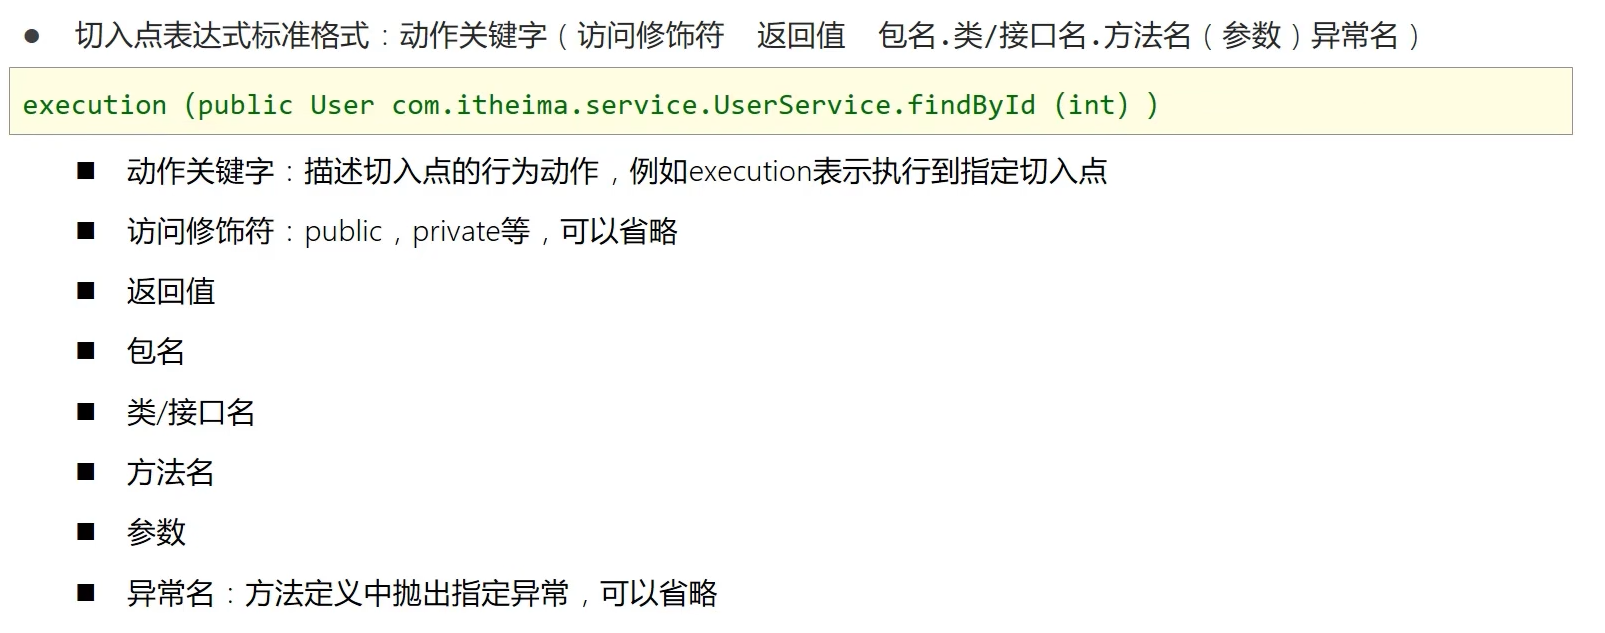 切入点表达式标准格式：动作关键字（访问修饰符 返回值 包名.类/接口名.方法名（参数）异常名）
execution（public User com.itheima.service.UserService.findById（int））
动作关键字：描述切入点的行为动作，例如execution表示执行到指定切入点
访问修饰符：public，private等，可以省略
返回值
包名
类/接口名
方法名
参数
异常名：方法定义中抛出指定异常，可以省略